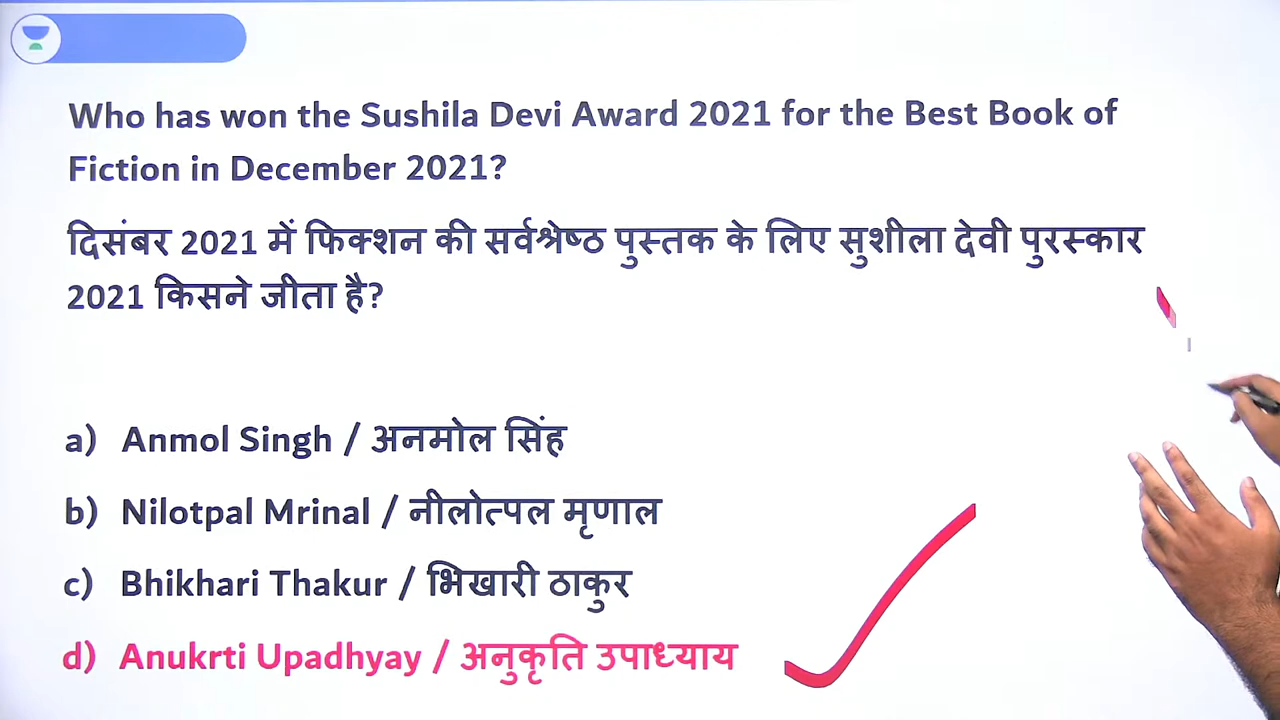 Who has won the Sushila Devi Award 2021 for the Best Book of
Fiction in December 2021?
दिसंबर 2021 में फिक्शन की सर्वश्रेष्ठ पुस्तक के लिए सुशीला देवी पुरस्कार
2021 किसने जीता है?
a) Anmol Singh / अनमोल सिंह
b) Nilotpal Mrinal / नीलोत्पल मृणाल
c) Bhikhari Thakur / भिखारी ठाकुर
d) Anukrti Upadhyay / अनुकृति उपाध्याय